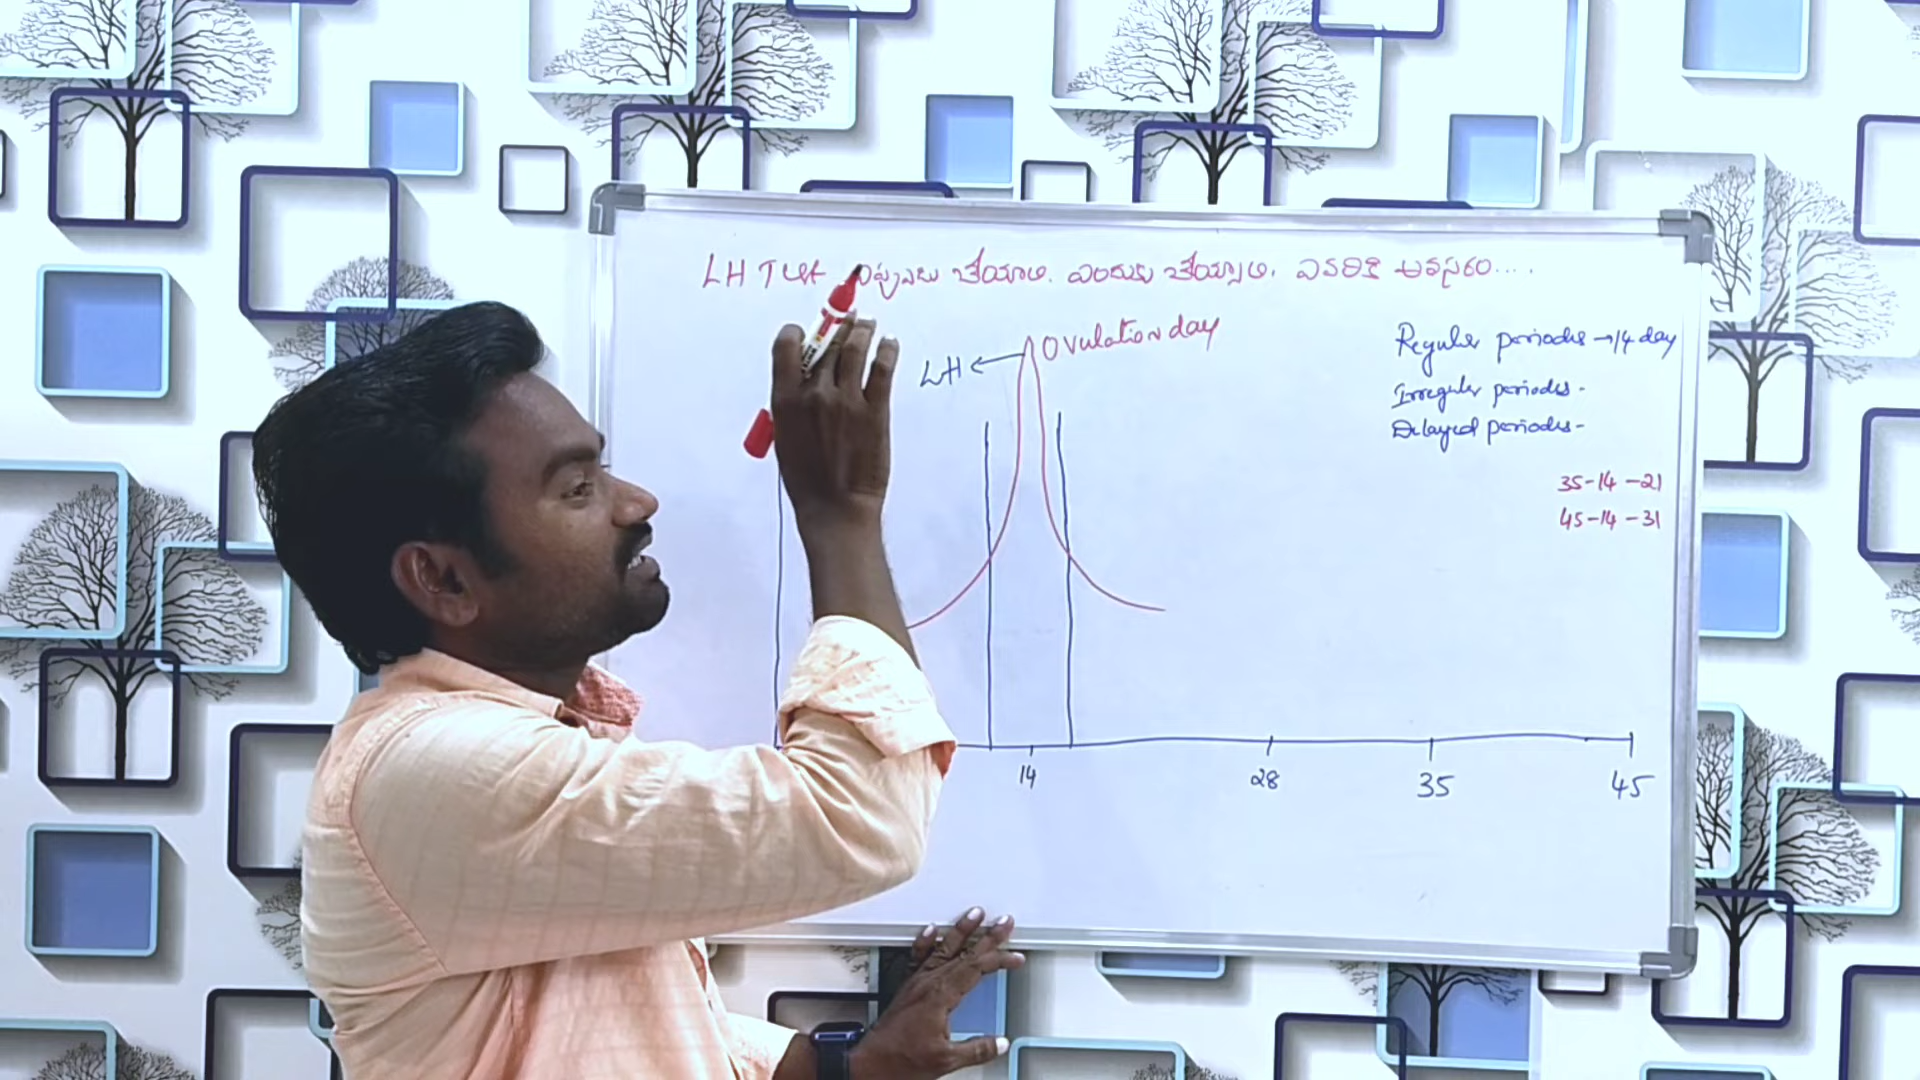 LH Test ఎప్పుడు చేయాలి. ఎందుకు చేయ్యాలి. ఎవరికి అవసరం....
LH ← Ovulation day
Regular periods → 14 day
Irregular periods -
Delayed periods -
35-14-21
45-14-31
14 28 35 45